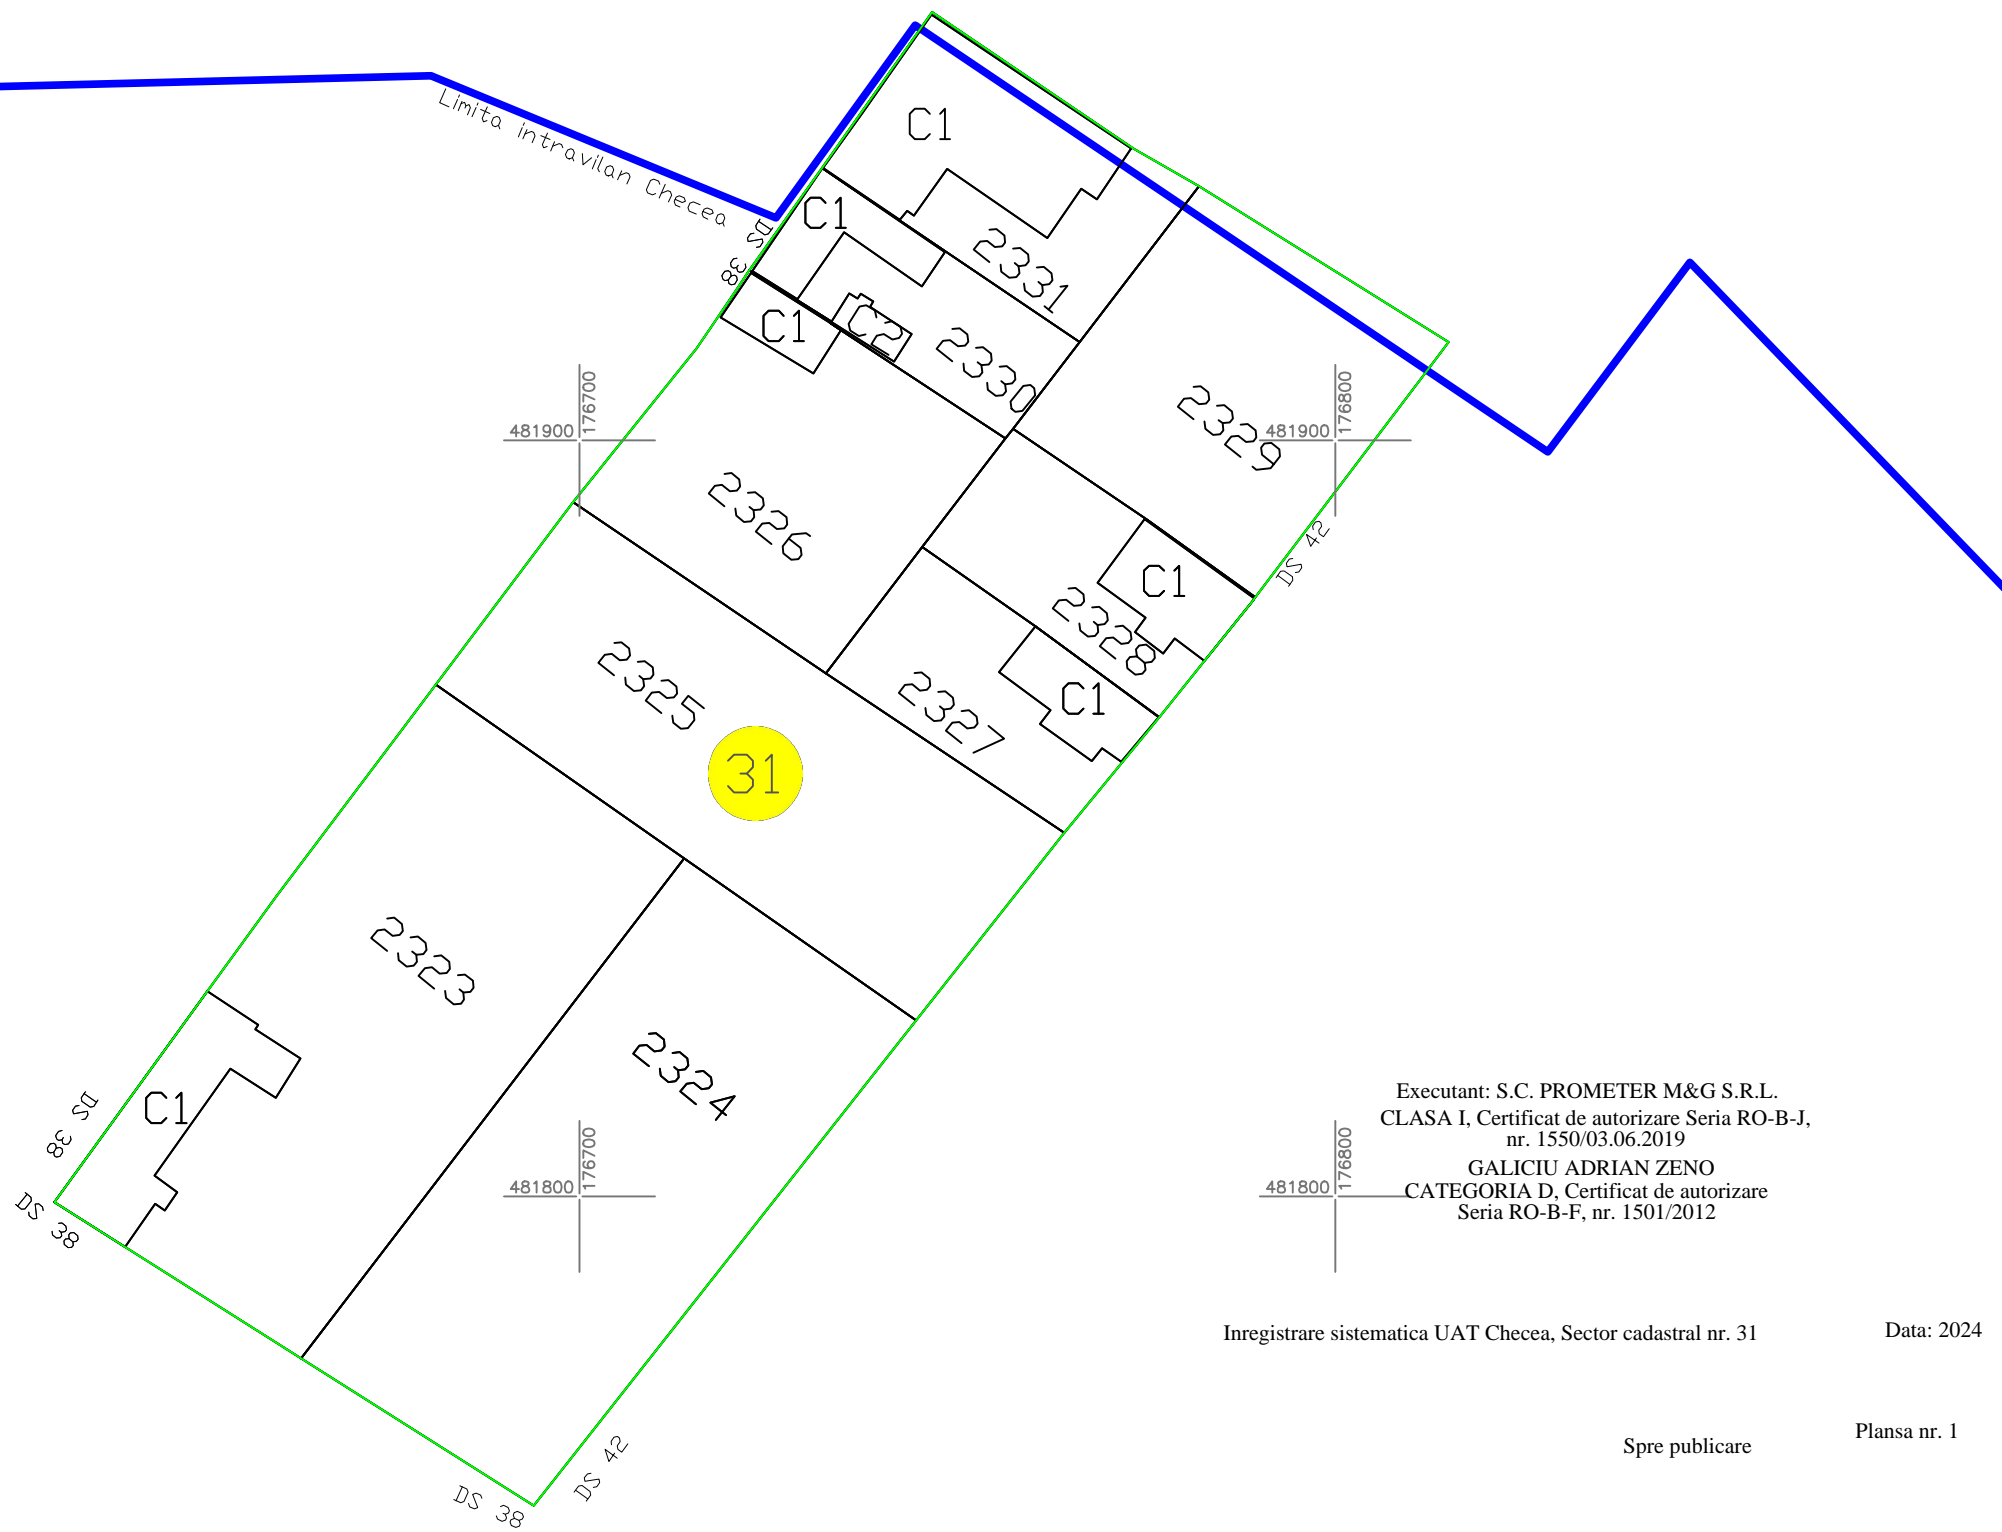 Limita intravilan Checea
DS 38
C1
2331
C1
C2
2330
C1
2329
481900
176700
481900
176800
2326
DS 42
C1
2328
C1
2327
2325
31
2323
2324
C1
DS 38
DS 38
481800
176700
481800
176800
Executant: S.C. PROMETER M&G S.R.L.
CLASA I, Certificat de autorizare Seria RO-B-J,
nr. 1550/03.06.2019
GALICIU ADRIAN ZENO
CATEGORIA D, Certificat de autorizare
Seria RO-B-F, nr. 1501/2012
Inregistrare sistematica UAT Checea, Sector cadastral nr. 31
Data: 2024
Plansa nr. 1
Spre publicare
DS 42
DS 38